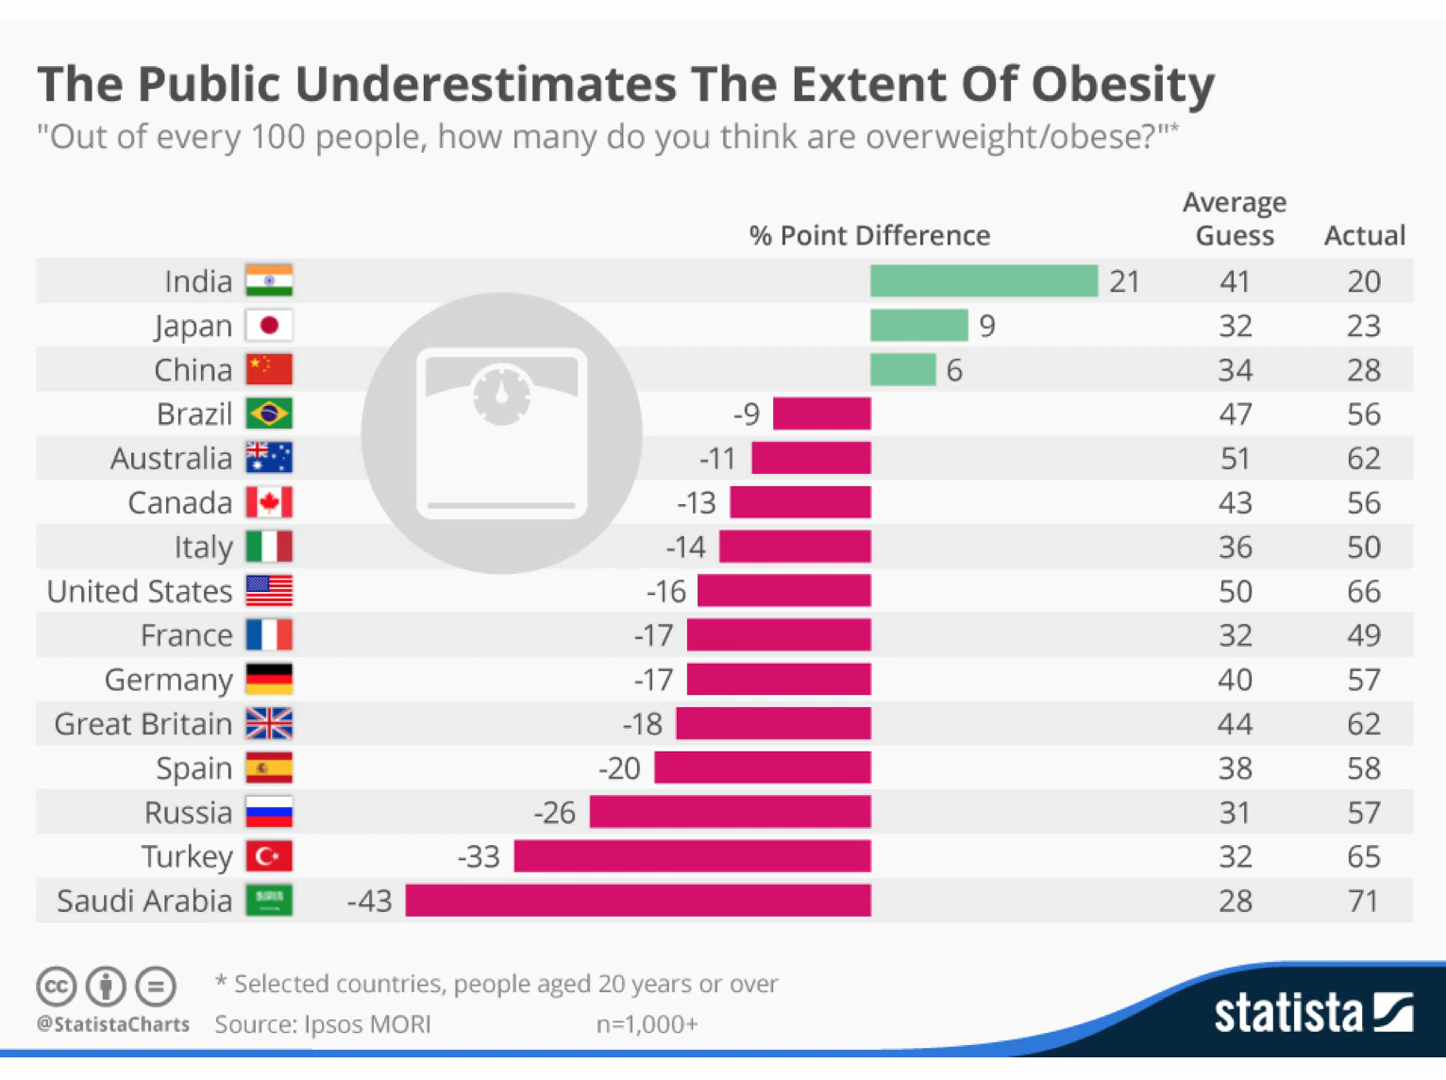 The Public Underestimates The Extent Of Obesity
"Out of every 100 people, how many do you think are overweight/obese?"*
% Point Difference Average Guess Actual
India 21 41 20
Japan 9 32 23
China 6 34 28
Brazil -9 47 56
Australia -11 51 62
Canada -13 43 56
Italy -14 36 50
United States -16 50 66
France -17 32 49
Germany -17 40 57
Great Britain -18 44 62
Spain -20 38 58
Russia -26 31 57
Turkey -33 32 65
Saudi Arabia -43 28 71
cc
* Selected countries, people aged 20 years or over
@StatistaCharts Source: Ipsos MORI n=1,000+
statista